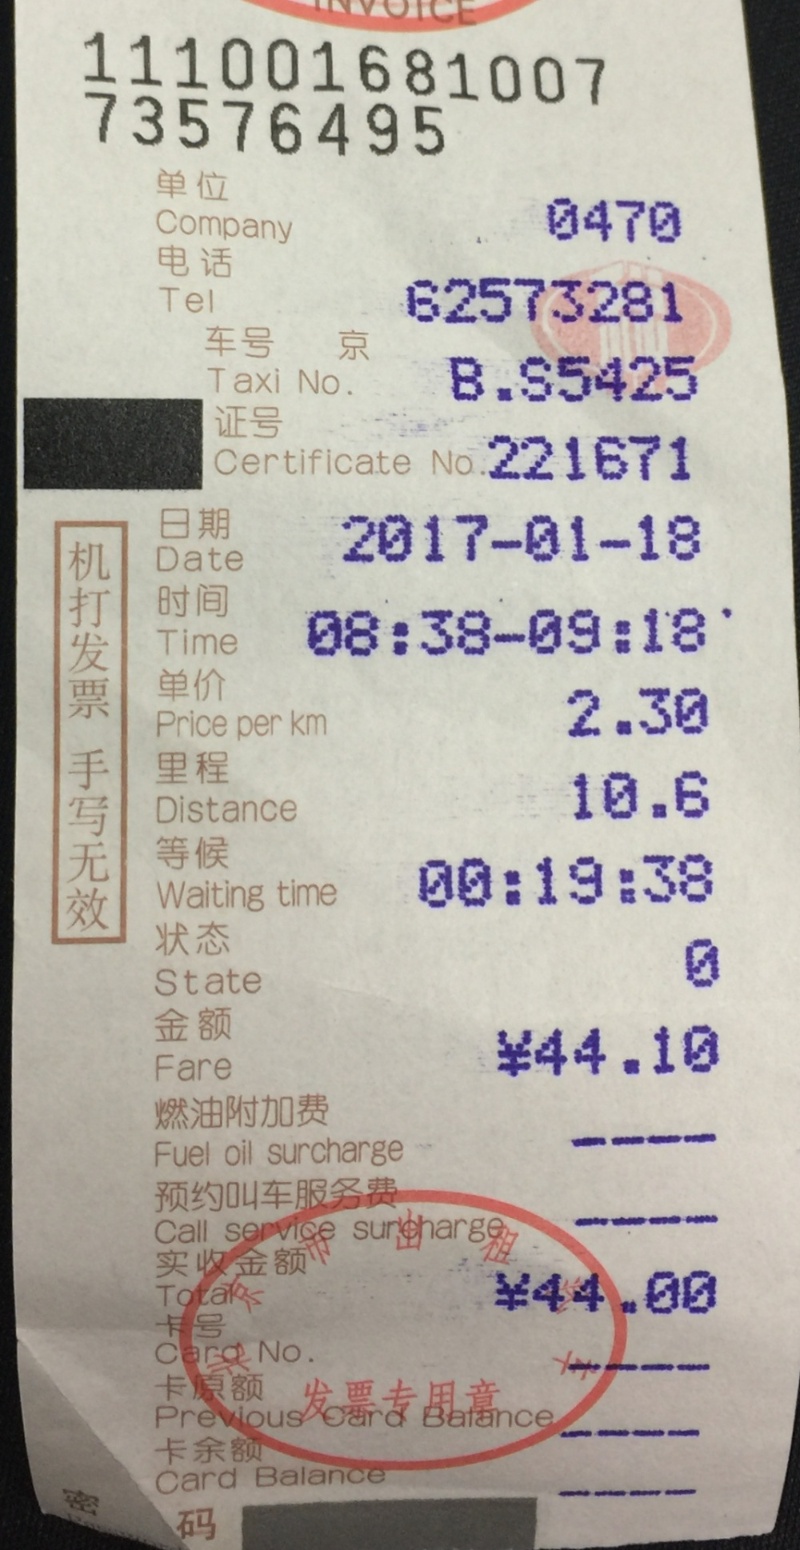 INVOICE
111001681007
73576495
单位
Company 0470
电话
Tel 62573281
车号 京
Taxi No. B.S5425
证号
Certificate No. 221671
日期
Date 2017-01-18
时间
Time 08:38-09:18
单价
Price per km 2.30
里程
Distance 10.6
等候
Waiting time 00:19:38
状态
State 0
金额
Fare ¥44.10
燃油附加费
Fuel oil surcharge ----
预约叫车服务费
Call service surcharge ----
实收金额
Total ¥44.00
卡号
Card No. ----
卡原额
Previous Card Balance ----
卡余额
Card Balance ----
密 码
机打发票 手写无效
北京市出租汽车
发票专用章